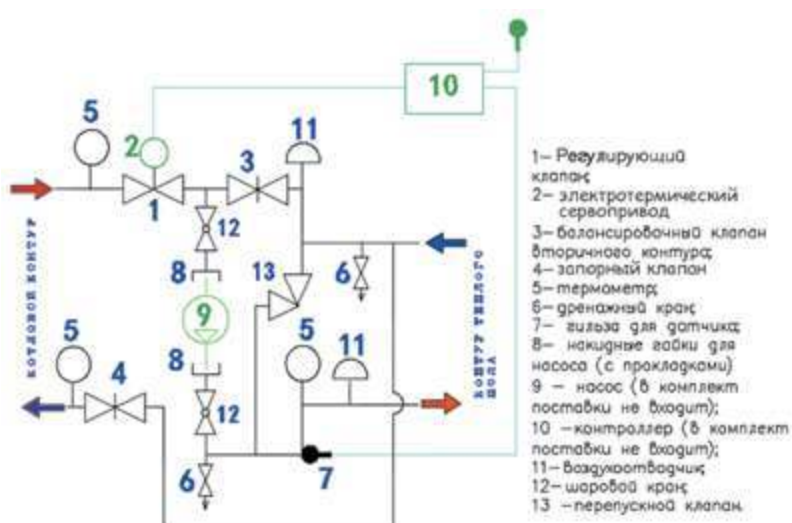 10
5
2
11
3
1
12
КОТЛОВОЙ КОНТУР
8
13
6
9
5
5
11
КОНТУР ТЕПЛОГО
ПОЛА
8
4
12
6
7
1– Регулирующий
клапан;
2– электротермический
сервопривод
3– балансировочный клапан
вторичного контура;
4– запорный клапан
5– термометр;
6– дренажный кран;
7– гильза для датчика;
8– накидные гайки для
насоса (с прокладками)
9 – насос (в комплект
поставки не входит);
10 –контроллер (в комплект
поставки не входит);
11– воздухоотводчик;
12– шаровой кран;
13 – перепускной клапан.